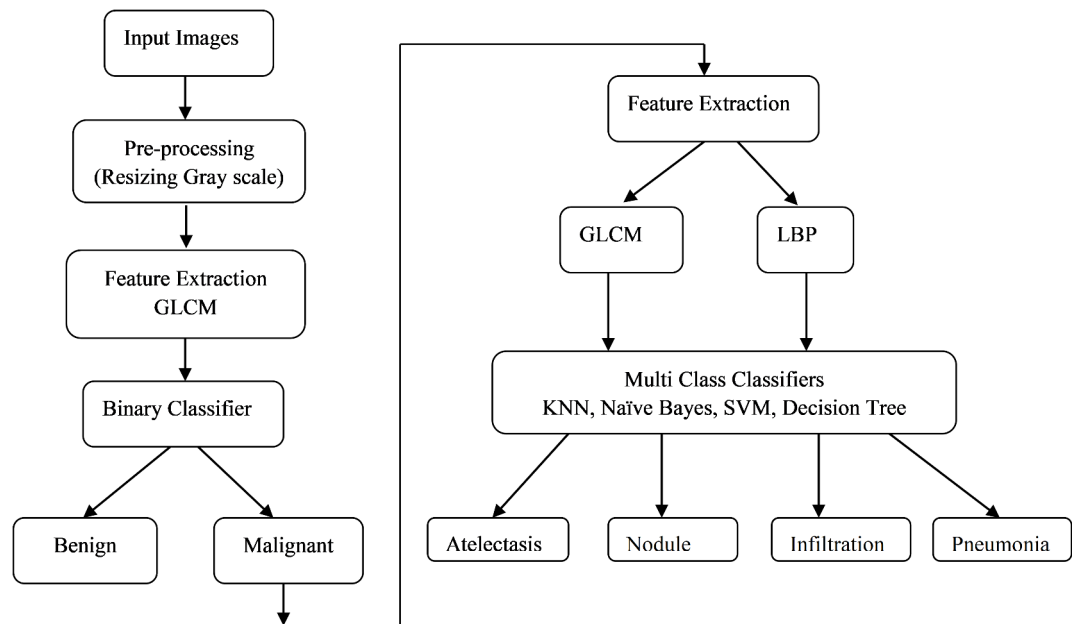 Input Images
Pre-processing
(Resizing Gray scale)
Feature Extraction
GLCM
Binary Classifier
Benign
Malignant
Feature Extraction
GLCM
LBP
Multi Class Classifiers
KNN, Naïve Bayes, SVM, Decision Tree
Atelectasis
Nodule
Infiltration
Pneumonia